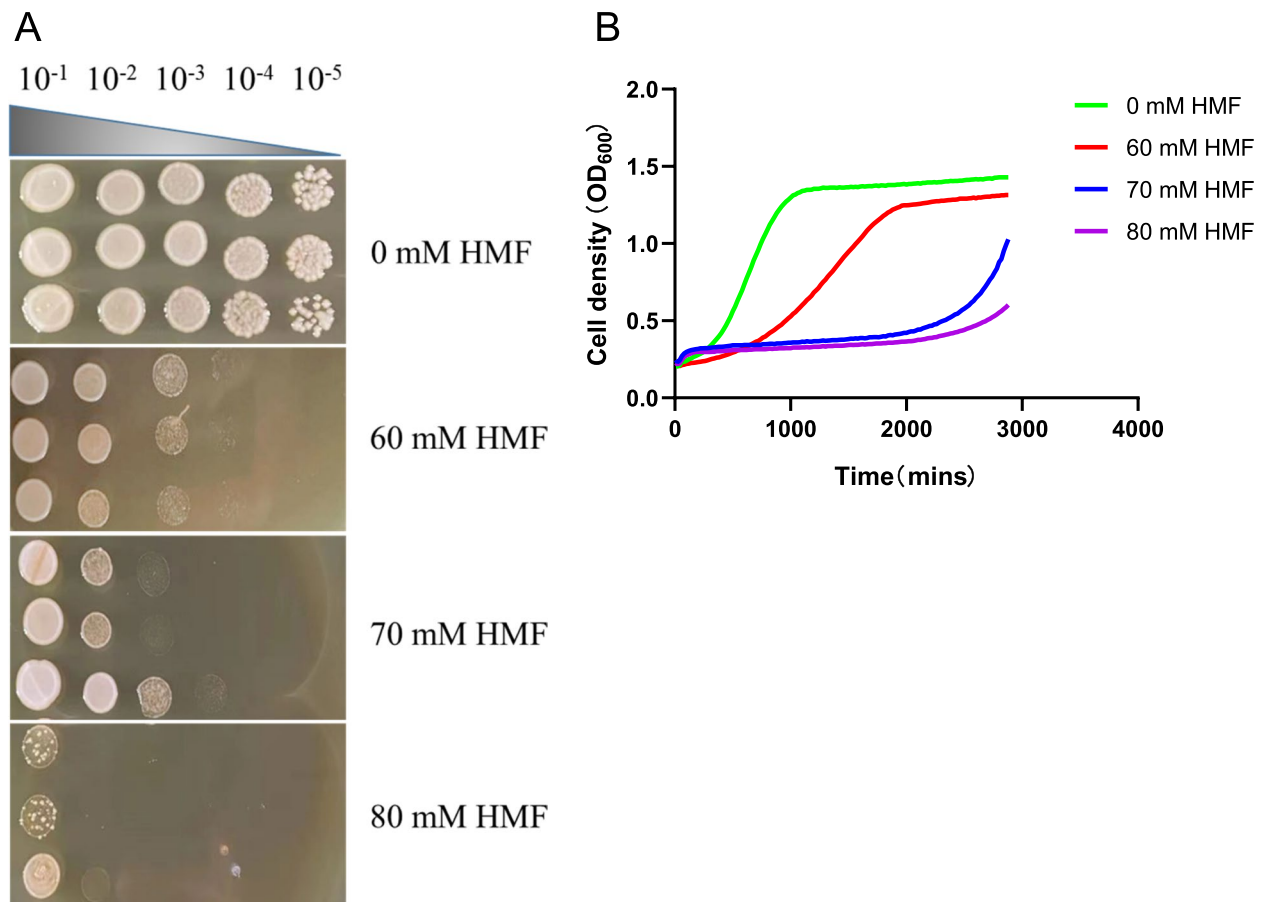 A
10⁻¹ 10⁻² 10⁻³ 10⁻⁴ 10⁻⁵
0 mM HMF
60 mM HMF
70 mM HMF
80 mM HMF
B
Cell density（OD₆₀₀）
2.0
1.5
1.0
0.5
0.0
0 1000 2000 3000 4000
Time（mins）
0 mM HMF
60 mM HMF
70 mM HMF
80 mM HMF